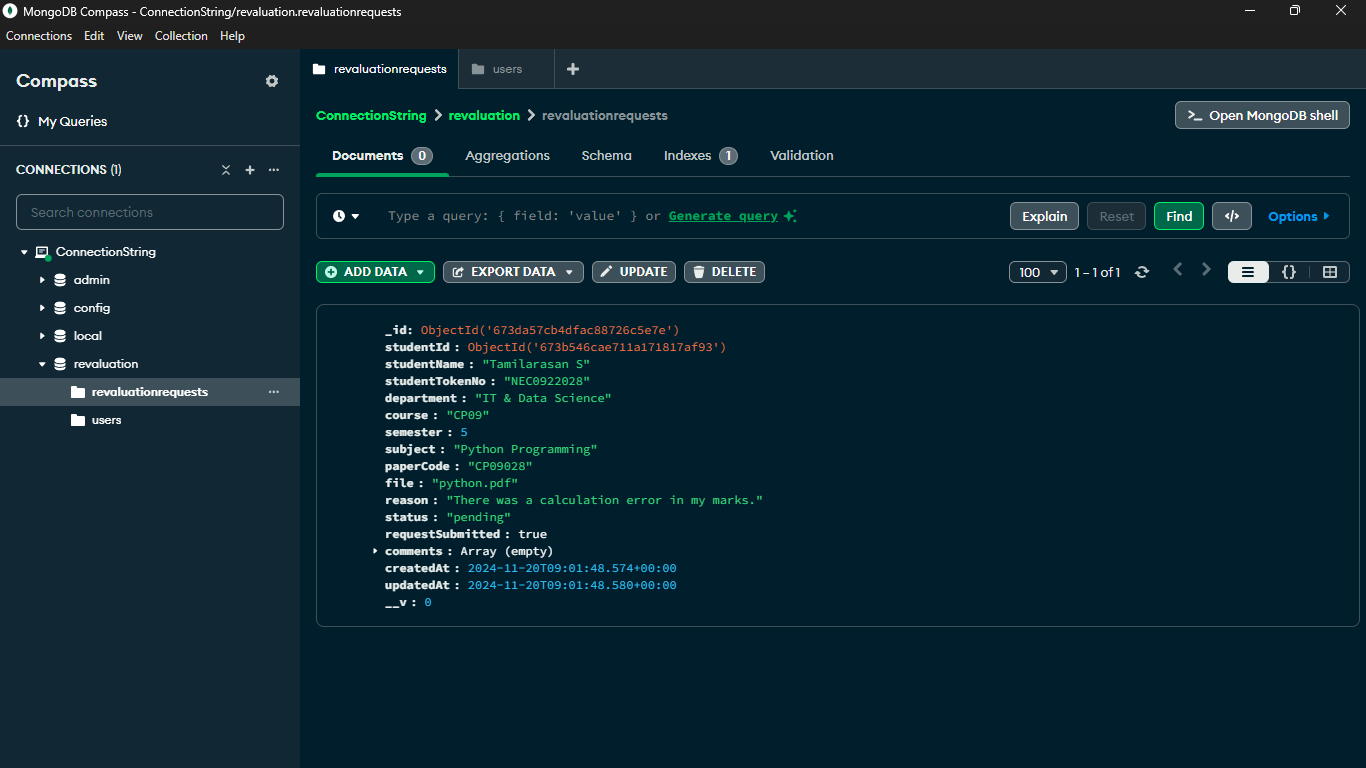 MongoDB Compass - ConnectionString/revaluation.revaluationrequests
Connections Edit View Collection Help
Compass
{} My Queries
CONNECTIONS (1)
Search connections
ConnectionString
admin
config
local
revaluation
revaluationrequests
users
revaluationrequests users
ConnectionString > revaluation > revaluationrequests
>_ Open MongoDB shell
Documents 0 Aggregations Schema Indexes 1 Validation
Type a query: { field: 'value' } or Generate query
Explain Reset Find </> Options
ADD DATA EXPORT DATA UPDATE DELETE
100 1 – 1 of 1 {}
_id: ObjectId('673da57cb4dfac88726c5e7e')
studentId : ObjectId('673b546cae711a171817af93')
studentName : "Tamilarasan S"
studentTokenNo : "NEC0922028"
department : "IT & Data Science"
course : "CP09"
semester : 5
subject : "Python Programming"
paperCode : "CP09028"
file : "python.pdf"
reason : "There was a calculation error in my marks."
status : "pending"
requestSubmitted : true
comments : Array (empty)
createdAt : 2024-11-20T09:01:48.574+00:00
updatedAt : 2024-11-20T09:01:48.580+00:00
__v : 0